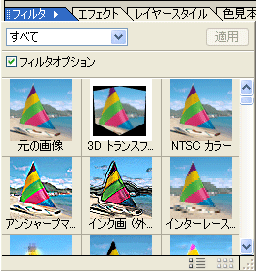 フィルタ エフェクト レイヤースタイル 色見本
すべて 適用
フィルタオプション
元の画像 3D トランスフ... NTSC カラー
アンシャープマ... インク画 (外... インターレース...